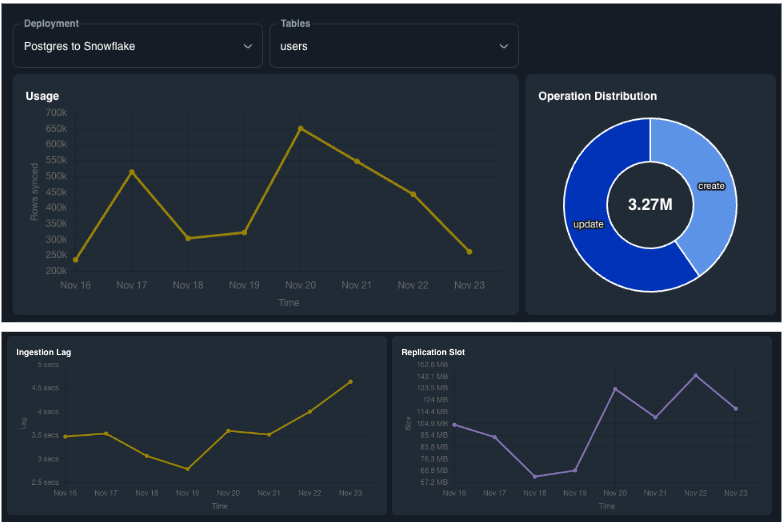 Deployment
Tables
Postgres to Snowflake
users
Usage
Operation Distribution
700k
650k
600k
550k
500k
450k
400k
350k
300k
250k
200k
Rows synced
Nov 16 Nov 17 Nov 18 Nov 19 Nov 20 Nov 21 Nov 22 Nov 23
Time
create
3.27M
update
Ingestion Lag
5 secs
4.5 secs
4 secs
3.5 secs
3 secs
2.5 secs
Lag
Nov 16 Nov 17 Nov 18 Nov 19 Nov 20 Nov 21 Nov 22 Nov 23
Time
Replication Slot
152.6 MB
143.1 MB
133.5 MB
124 MB
114.4 MB
104.9 MB
95.4 MB
85.8 MB
76.3 MB
66.8 MB
57.2 MB
Size
Nov 16 Nov 17 Nov 18 Nov 19 Nov 20 Nov 21 Nov 22 Nov 23
Time